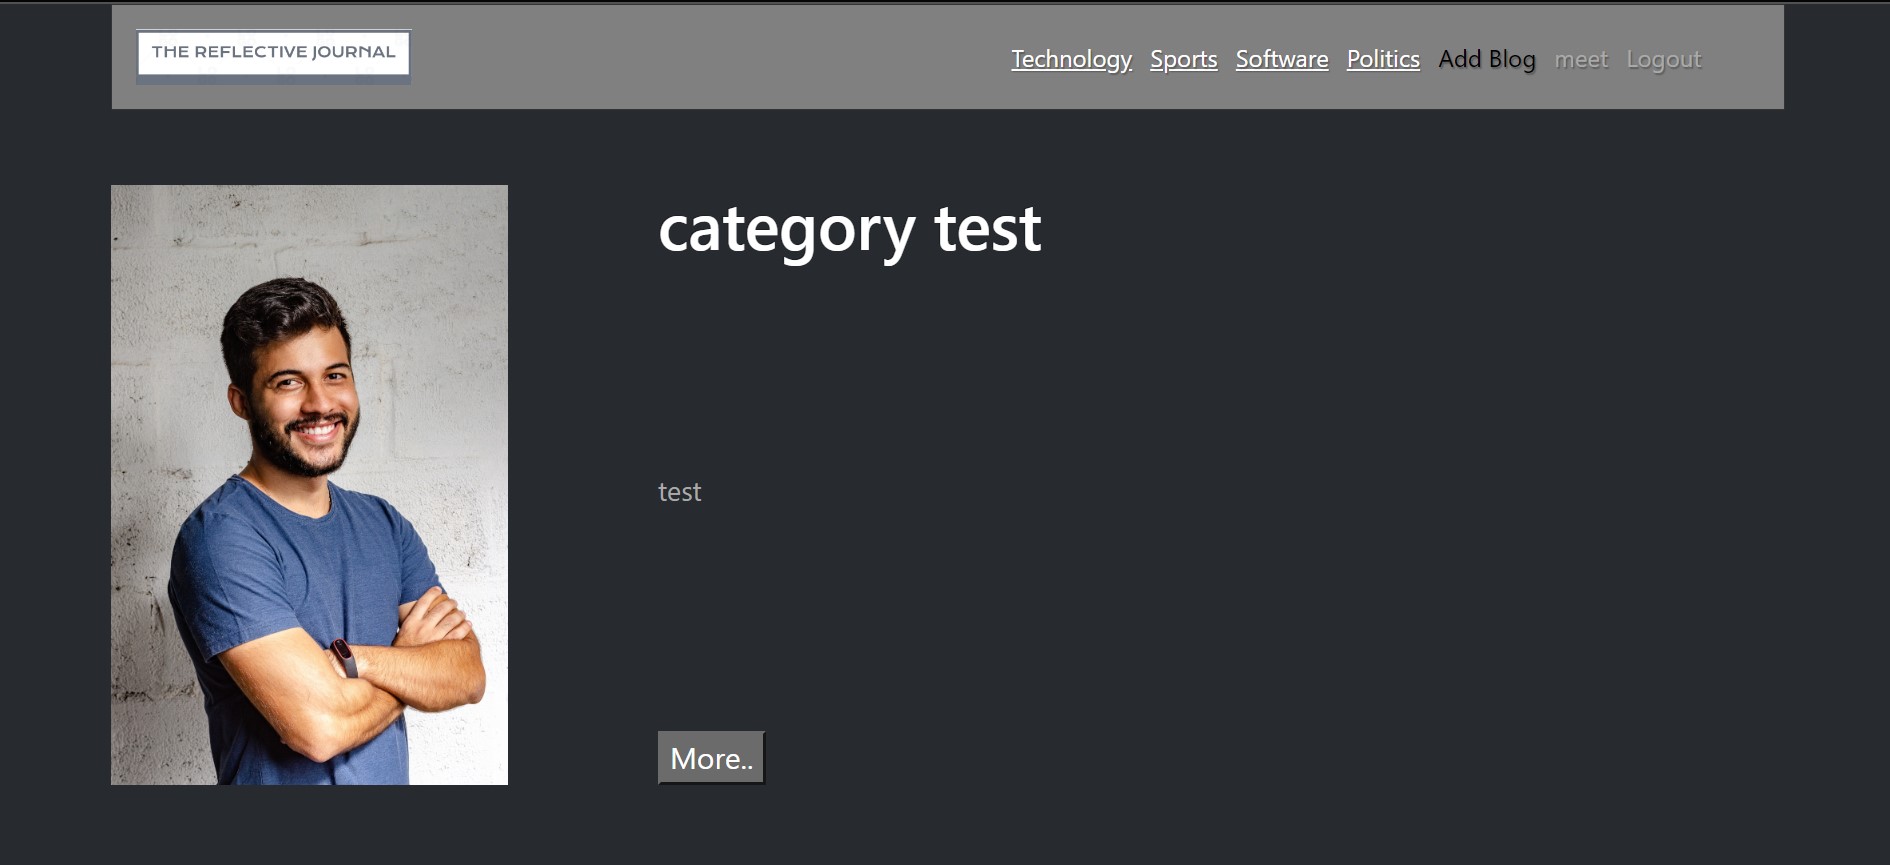 THE REFLECTIVE JOURNAL
Technology Sports Software Politics Add Blog meet Logout
category test
test
More..